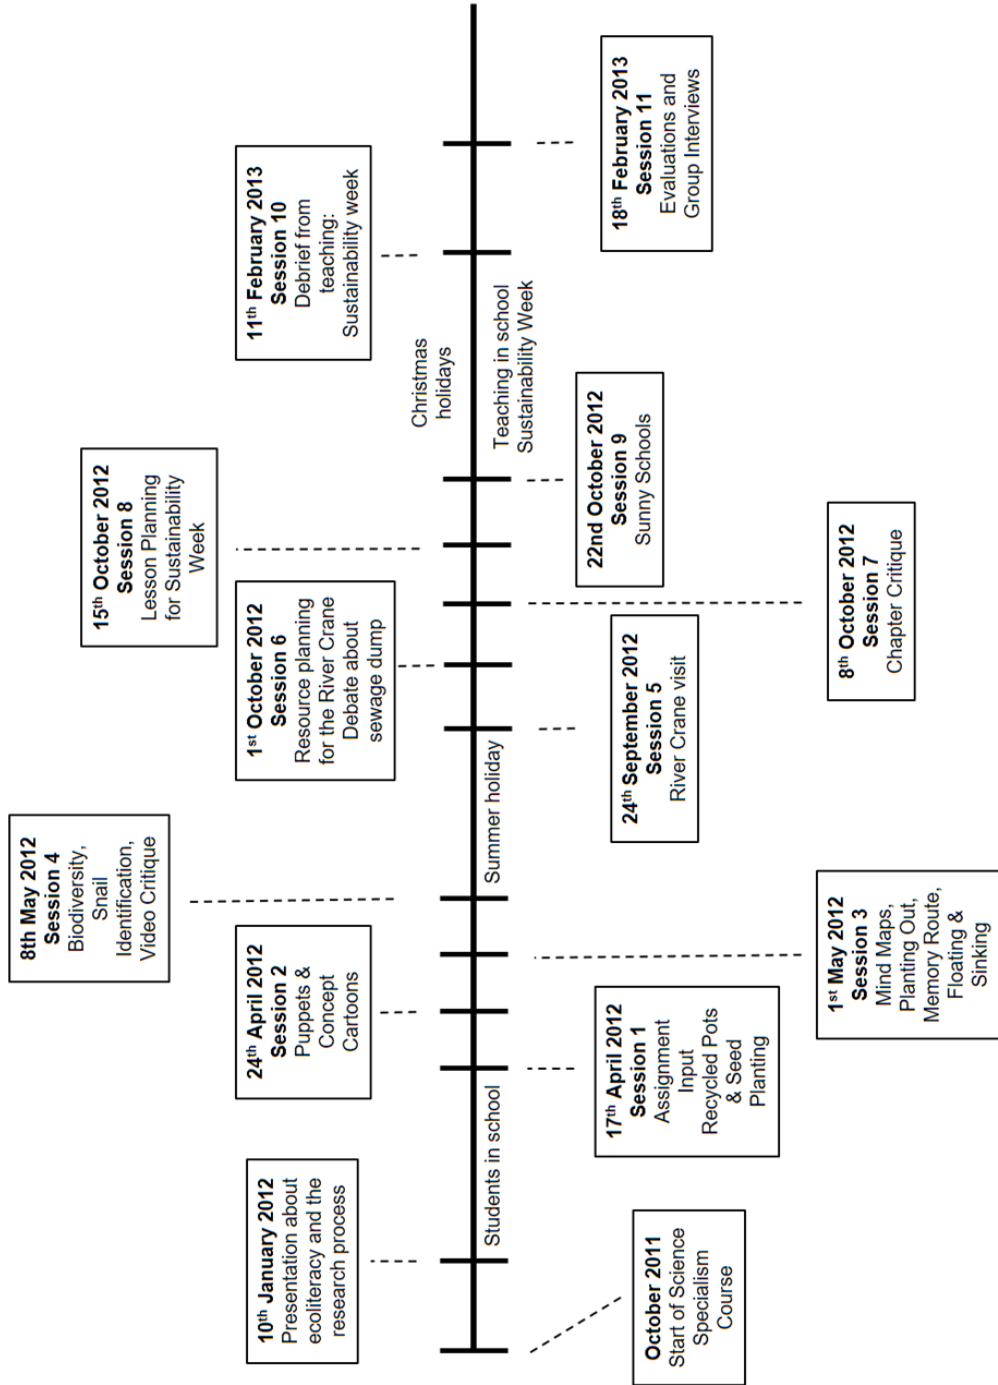 October 2011
Start of Science
Specialism
Course
10th January 2012
Presentation about
ecoliteracy and the
research process
Students in school
17th April 2012
Session 1
Assignment
Input
Recycled Pots
& Seed
Planting
24th April 2012
Session 2
Puppets &
Concept
Cartoons
1st May 2012
Session 3
Mind Maps,
Planting Out,
Memory Route,
Floating &
Sinking
8th May 2012
Session 4
Biodiversity,
Snail
Identification,
Video Critique
Summer holiday
24th September 2012
Session 5
River Crane visit
1st October 2012
Session 6
Resource planning
for the River Crane
Debate about
sewage dump
8th October 2012
Session 7
Chapter Critique
15th October 2012
Session 8
Lesson Planning
for Sustainability
Week
22nd October 2012
Session 9
Sunny Schools
Christmas
holidays
Teaching in school
Sustainability Week
11th February 2013
Session 10
Debrief from
teaching:
Sustainability week
18th February 2013
Session 11
Evaluations and
Group Interviews